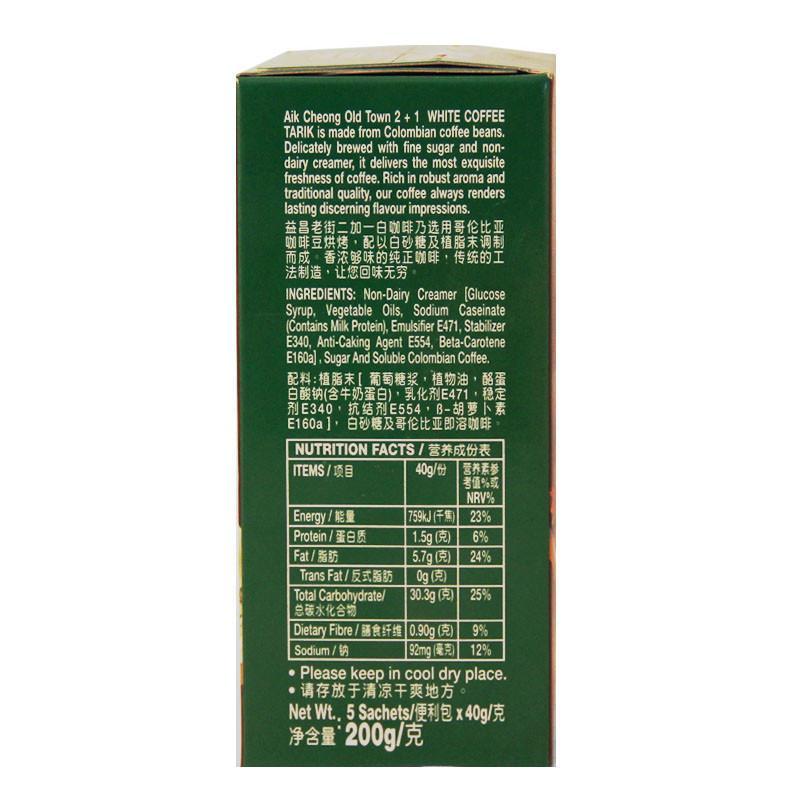 Aik Cheong Old Town 2 + 1 WHITE COFFEE
TARIK is made from Colombian coffee beans.
Delicately brewed with fine sugar and non-
dairy creamer, it delivers the most exquisite
freshness of coffee. Rich in robust aroma and
traditional quality, our coffee always renders
lasting discerning flavour impressions.
益昌老街二加一白咖啡乃选用哥伦比亚
咖啡豆烘烤，配以白砂糖及植脂末调制
而成。香浓够味的纯正咖啡，传统的工
法制造，让您回味无穷。
INGREDIENTS: Non-Dairy Creamer [Glucose
Syrup, Vegetable Oils, Sodium Caseinate
(Contains Milk Protein), Emulsifier E471, Stabilizer
E340, Anti-Caking Agent E554, Beta-Carotene
E160a], Sugar And Soluble Colombian Coffee.
配料:植脂末[ 葡萄糖浆，植物油，酪蛋
白酸钠(含牛奶蛋白)，乳化剂E471，稳定
剂E340，抗结剂E554，ß-胡萝卜素
E160a]，白砂糖及哥伦比亚即溶咖啡。
NUTRITION FACTS / 营养成份表
ITEMS / 项目 40g/份 营养素参
考值%或
NRV%
Energy / 能量 759kJ (千焦) 23%
Protein / 蛋白质 1.5g (克) 6%
Fat / 脂肪 5.7g (克) 24%
Trans Fat / 反式脂肪 0g (克)
Total Carbohydrate/ 30.3g (克) 25%
总碳水化合物
Dietary Fibre / 膳食纤维 0.90g (克) 9%
Sodium / 钠 92mg (毫克) 12%
• Please keep in cool dry place.
• 请存放于清凉干爽地方。
Net Wt.: 5 Sachets/便利包 x 40g/克
净含量: 200g/克